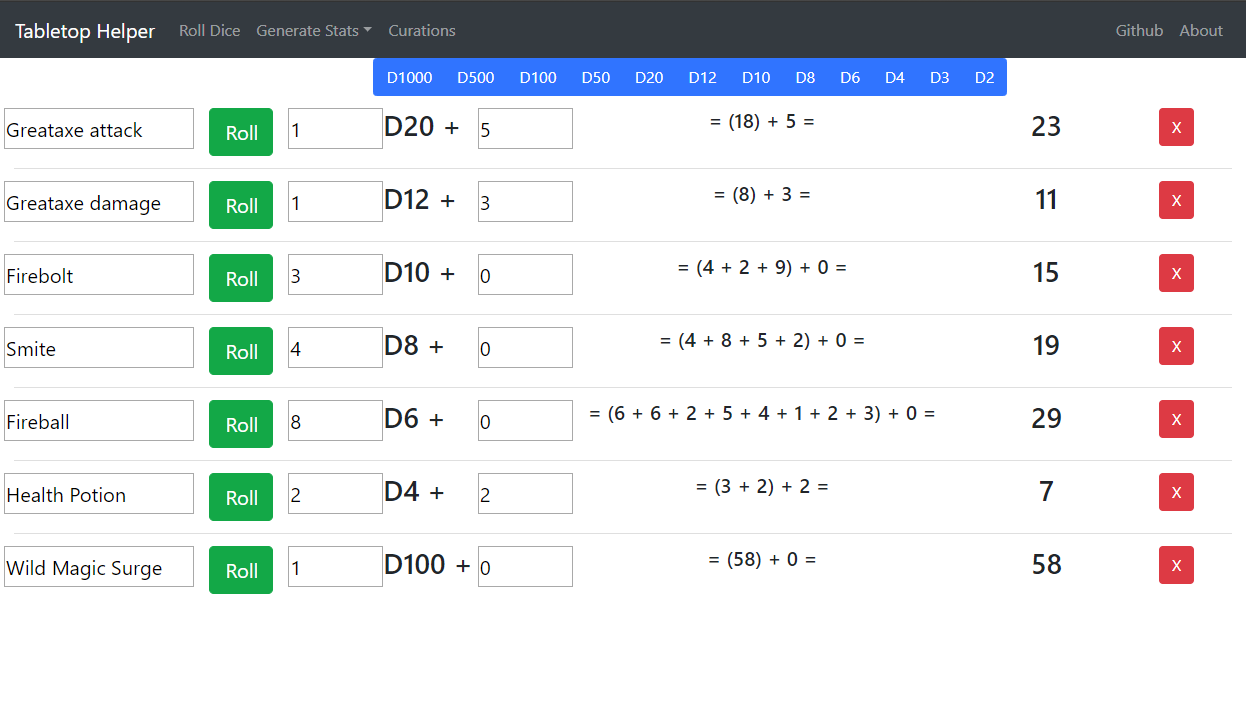 Tabletop Helper Roll Dice Generate Stats Curations Github About
D1000 D500 D100 D50 D20 D12 D10 D8 D6 D4 D3 D2
Greataxe attack Roll 1 D20 + 5 = (18) + 5 = 23 X
Greataxe damage Roll 1 D12 + 3 = (8) + 3 = 11 X
Firebolt Roll 3 D10 + 0 = (4 + 2 + 9) + 0 = 15 X
Smite Roll 4 D8 + 0 = (4 + 8 + 5 + 2) + 0 = 19 X
Fireball Roll 8 D6 + 0 = (6 + 6 + 2 + 5 + 4 + 1 + 2 + 3) + 0 = 29 X
Health Potion Roll 2 D4 + 2 = (3 + 2) + 2 = 7 X
Wild Magic Surge Roll 1 D100 + 0 = (58) + 0 = 58 X